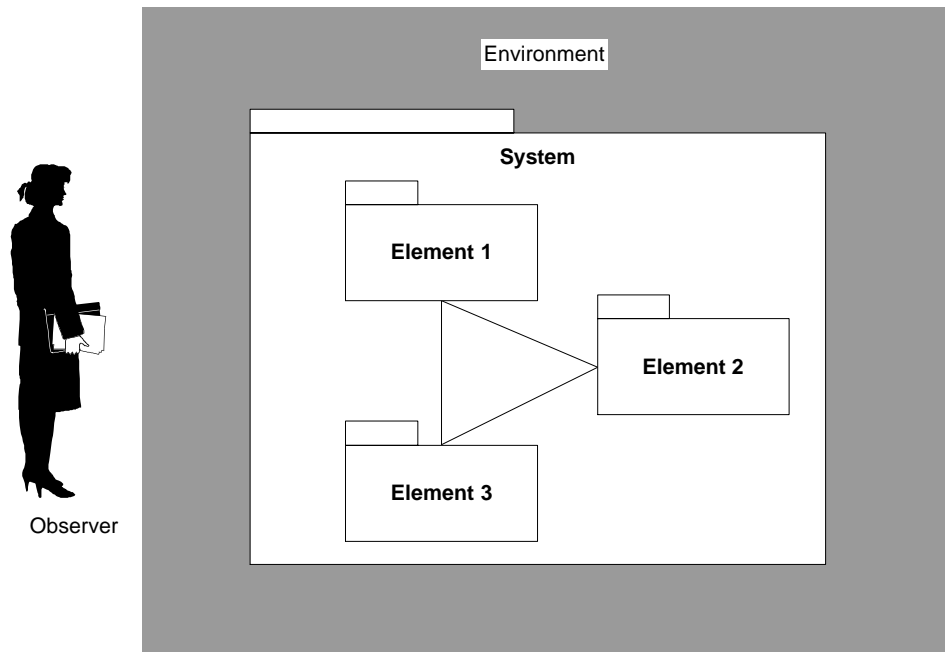 Environment
System
Element 1
Element 2
Element 3
Observer